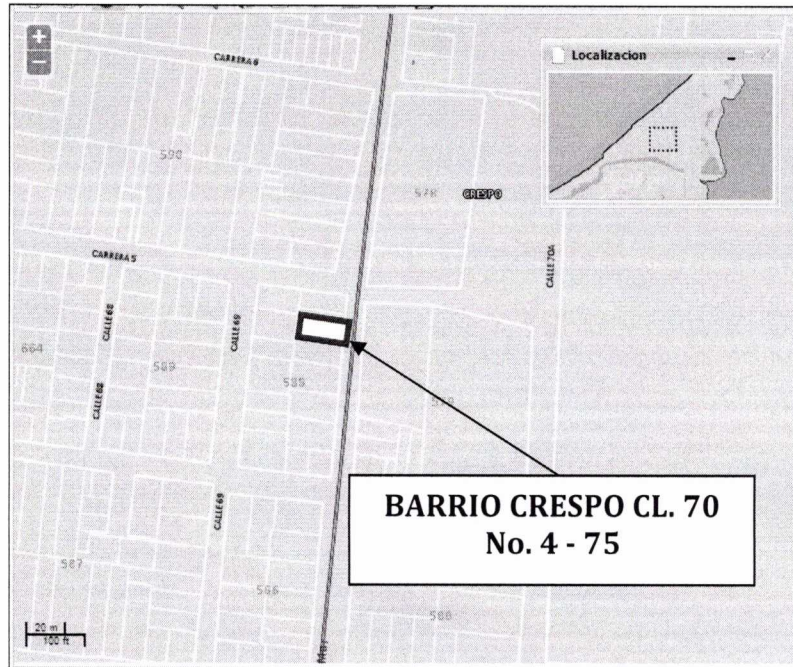 +
−
CARRERA 6
Localizacion
590
578
CRESPO
CARRERA 5
CALLE 70A
CALLE 68
CALLE 69
664
589
585
CALLE 68
BARRIO CRESPO CL. 70
No. 4 - 75
CALLE 69
587
566
20 m
100 ft